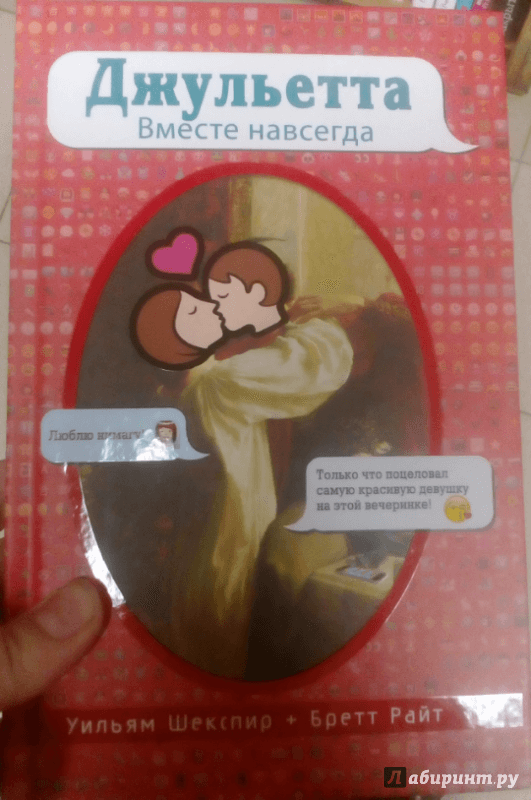 Джульетта
Вместе навсегда
Люблю нимагу!
Только что поцеловал
самую красивую девушку
на этой вечеринке!
Уильям Шекспир + Бретт Райт
Лабиринт.ру